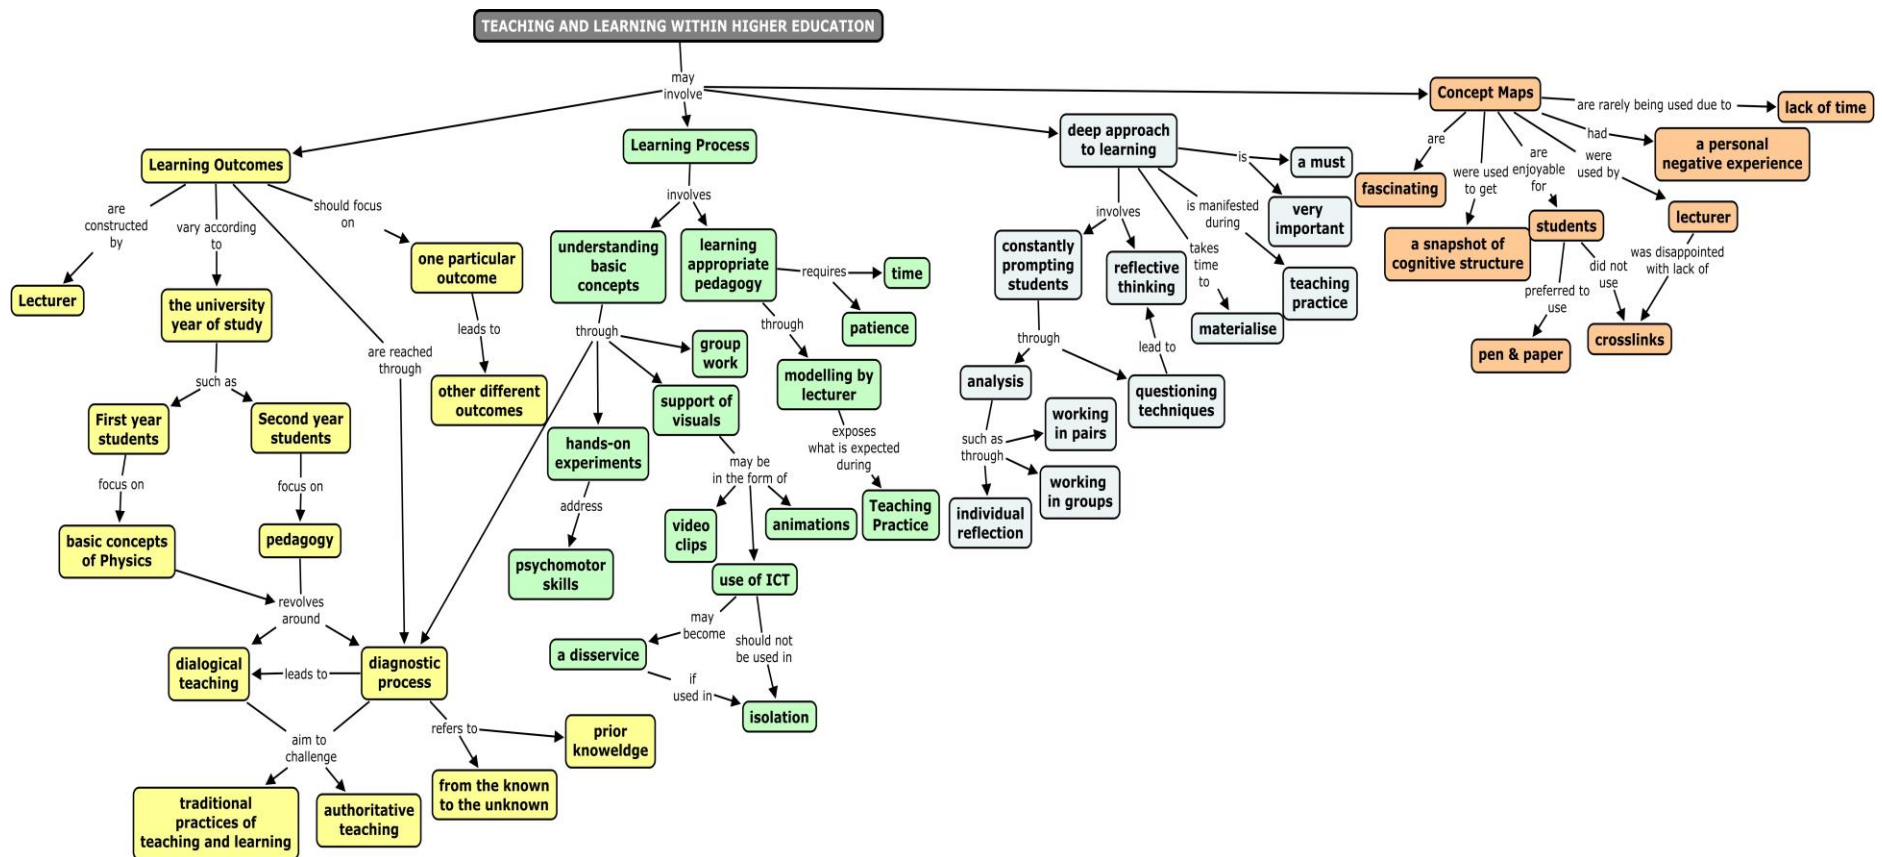 TEACHING AND LEARNING WITHIN HIGHER EDUCATION
may
involve
Learning Outcomes
are
constructed
by
Lecturer
vary according
to
the university
year of study
such as
First year
students
focus on
basic concepts
of Physics
Second year
students
focus on
pedagogy
revolves
around
are reached
through
should focus
on
one particular
outcome
leads to
other different
outcomes
dialogical
teaching
leads to
diagnostic
process
aim to
challenge
traditional
practices of
teaching and learning
authoritative
teaching
refers to
from the known
to the unknown
prior
knoweldge
Learning Process
involves
understanding
basic
concepts
through
group
work
support of
visuals
hands-on
experiments
address
psychomotor
skills
may be
in the form of
video
clips
animations
use of ICT
may
become
a disservice
if
used in
should not
be used in
isolation
learning
appropriate
pedagogy
requires
time
patience
through
modelling by
lecturer
exposes
what is expected
during
Teaching
Practice
deep approach
to learning
is
a must
very
important
involves
constantly
prompting
students
reflective
thinking
takes
time
to
materialise
is manifested
during
teaching
practice
through
analysis
questioning
techniques
lead to
such as
through
working
in pairs
working
in groups
individual
reflection
Concept Maps
are rarely being used due to
lack of time
had
a personal
negative experience
are
fascinating
were used
to get
a snapshot of
cognitive structure
are
enjoyable
for
students
were
used by
lecturer
preferred to
use
pen & paper
did not
use
was disappointed
with lack of
crosslinks